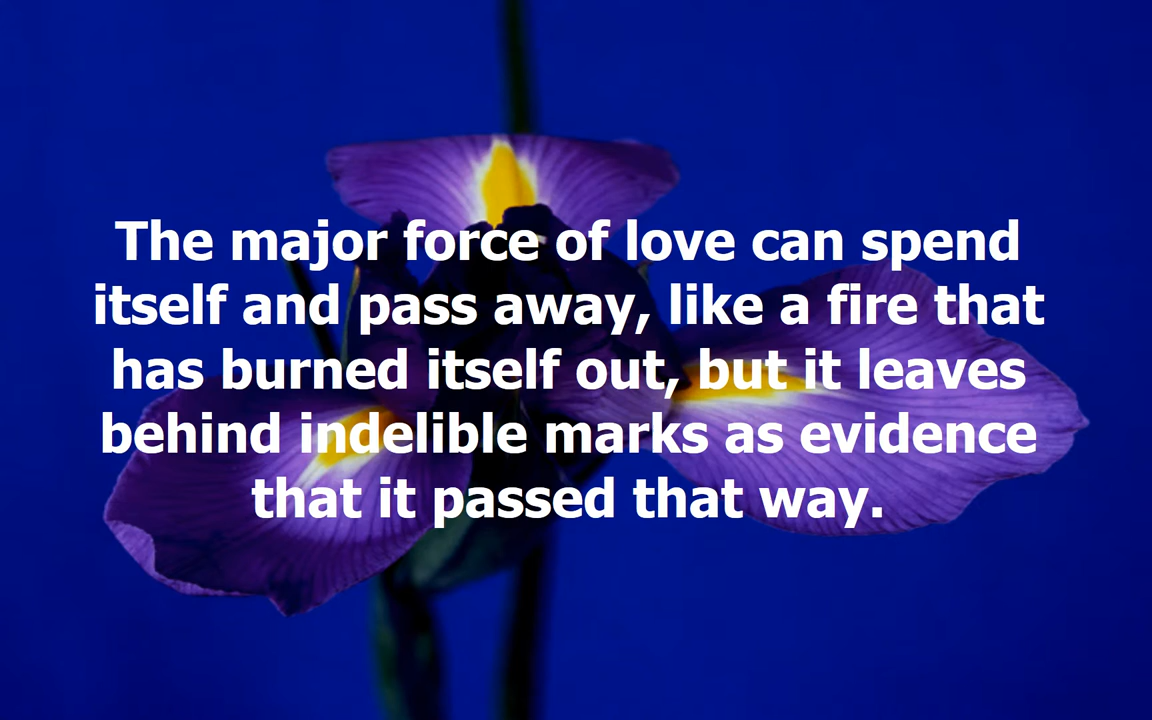 The major force of love can spend
itself and pass away, like a fire that
has burned itself out, but it leaves
behind indelible marks as evidence
that it passed that way.